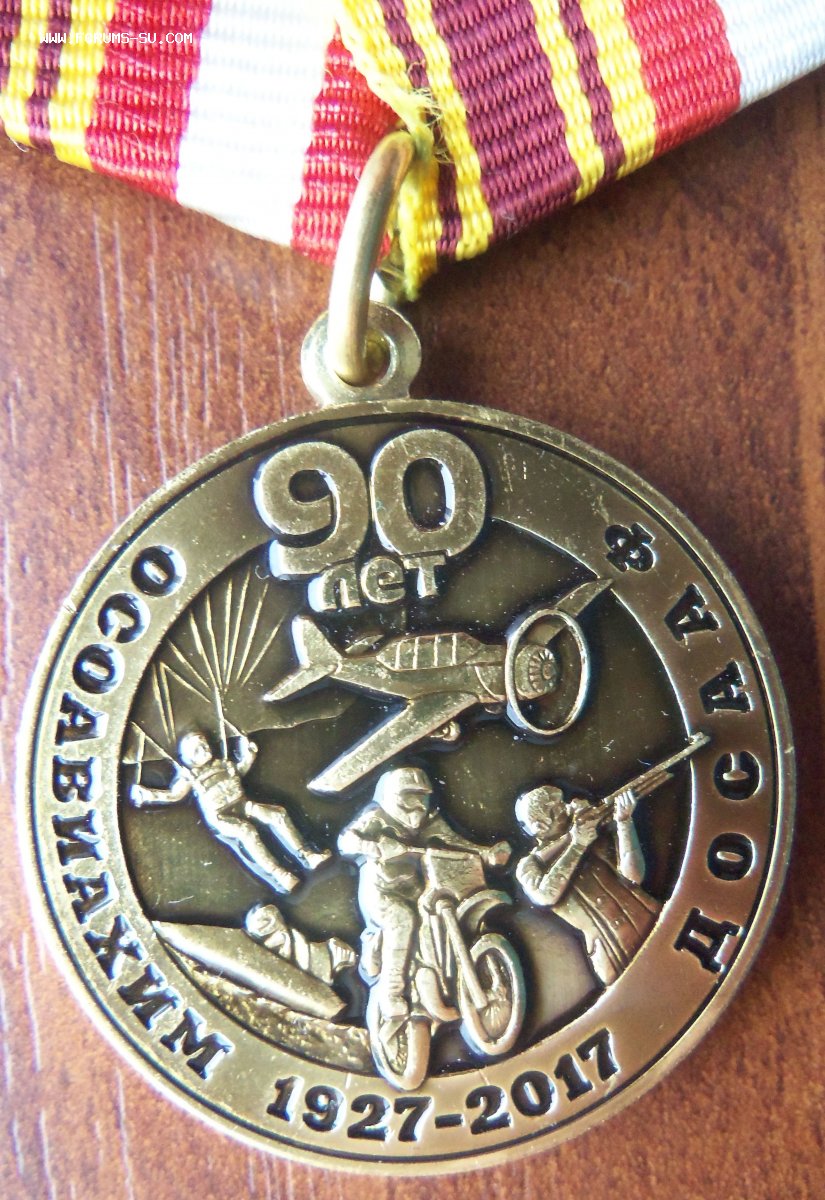 WWW.FORUMS-SU.COM
90
лет
ОСОАВИАХИМ
1927-2017
ДОСААФ